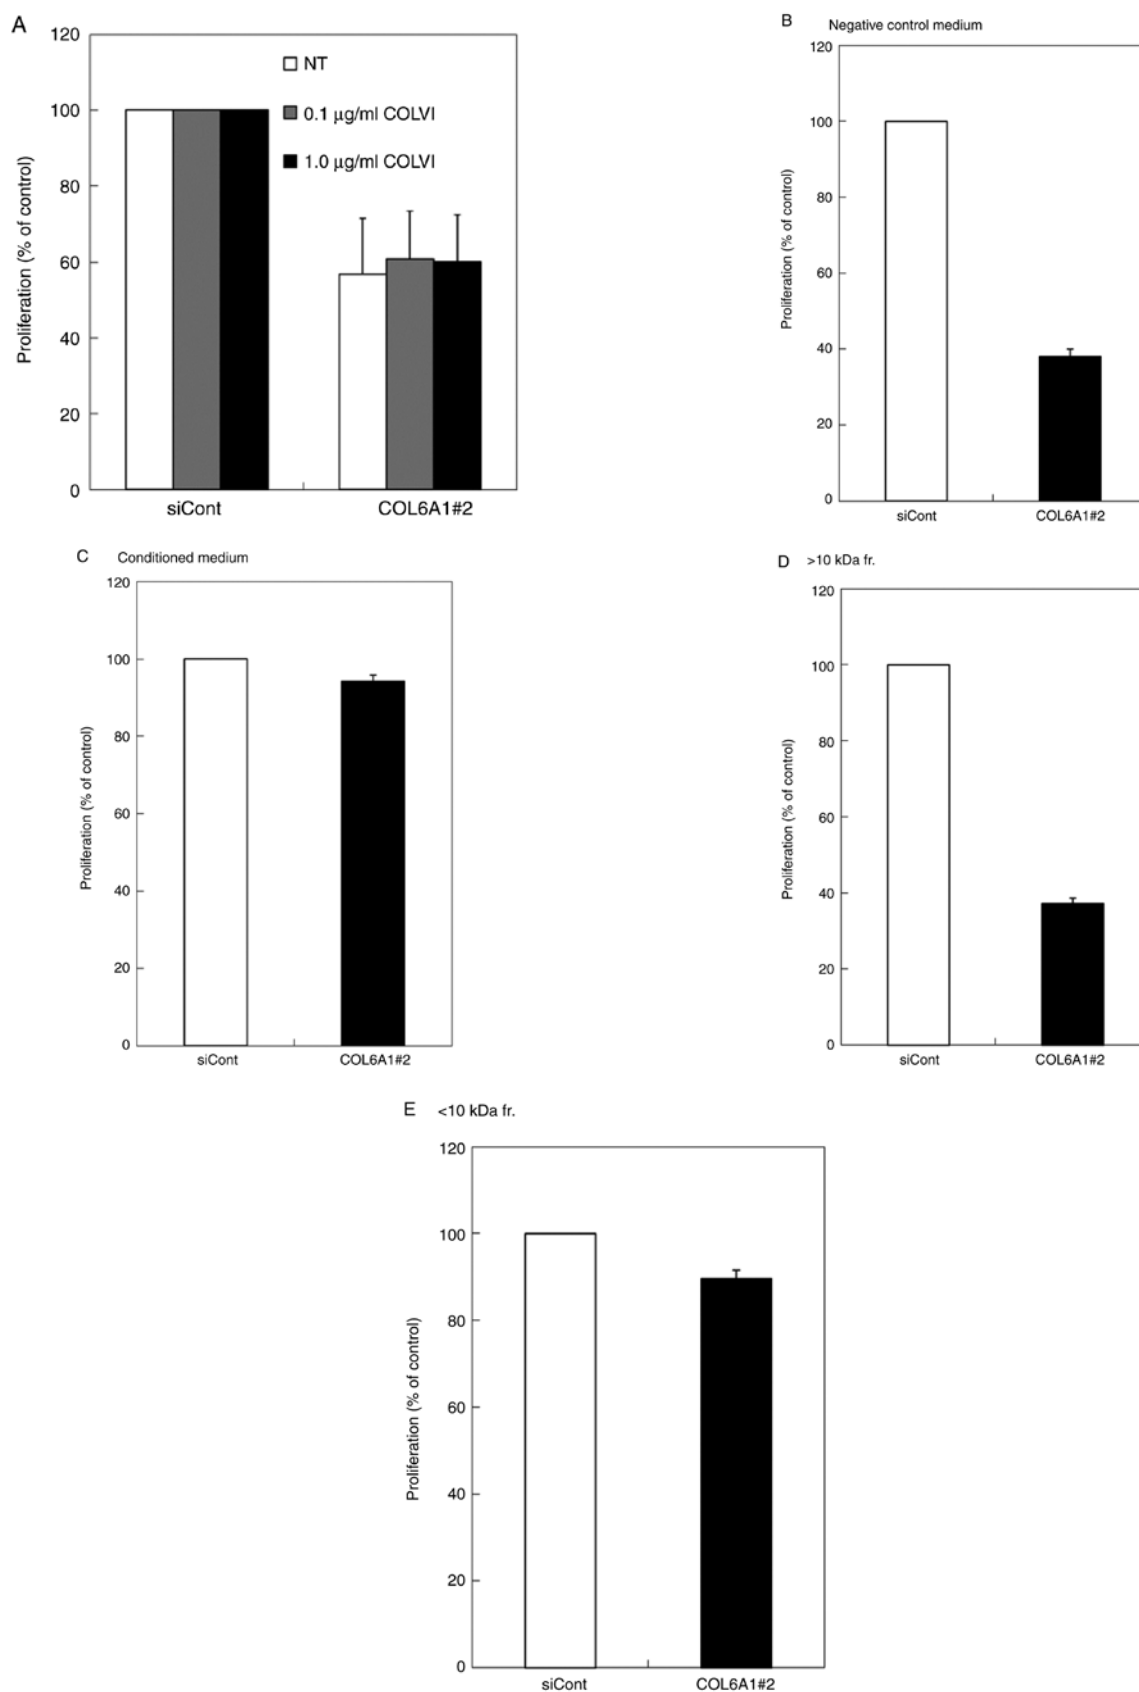 A
120
100
80
60
40
20
0
Proliferation (% of control)
NT
0.1 μg/ml COLVI
1.0 μg/ml COLVI
siCont COL6A1#2
B Negative control medium
120
100
80
60
40
20
0
Proliferation (% of control)
siCont COL6A1#2
C Conditioned medium
120
100
80
60
40
20
0
Proliferation (% of control)
siCont COL6A1#2
D >10 kDa fr.
120
100
80
60
40
20
0
Proliferation (% of control)
siCont COL6A1#2
E <10 kDa fr.
120
100
80
60
40
20
0
Proliferation (% of control)
siCont COL6A1#2